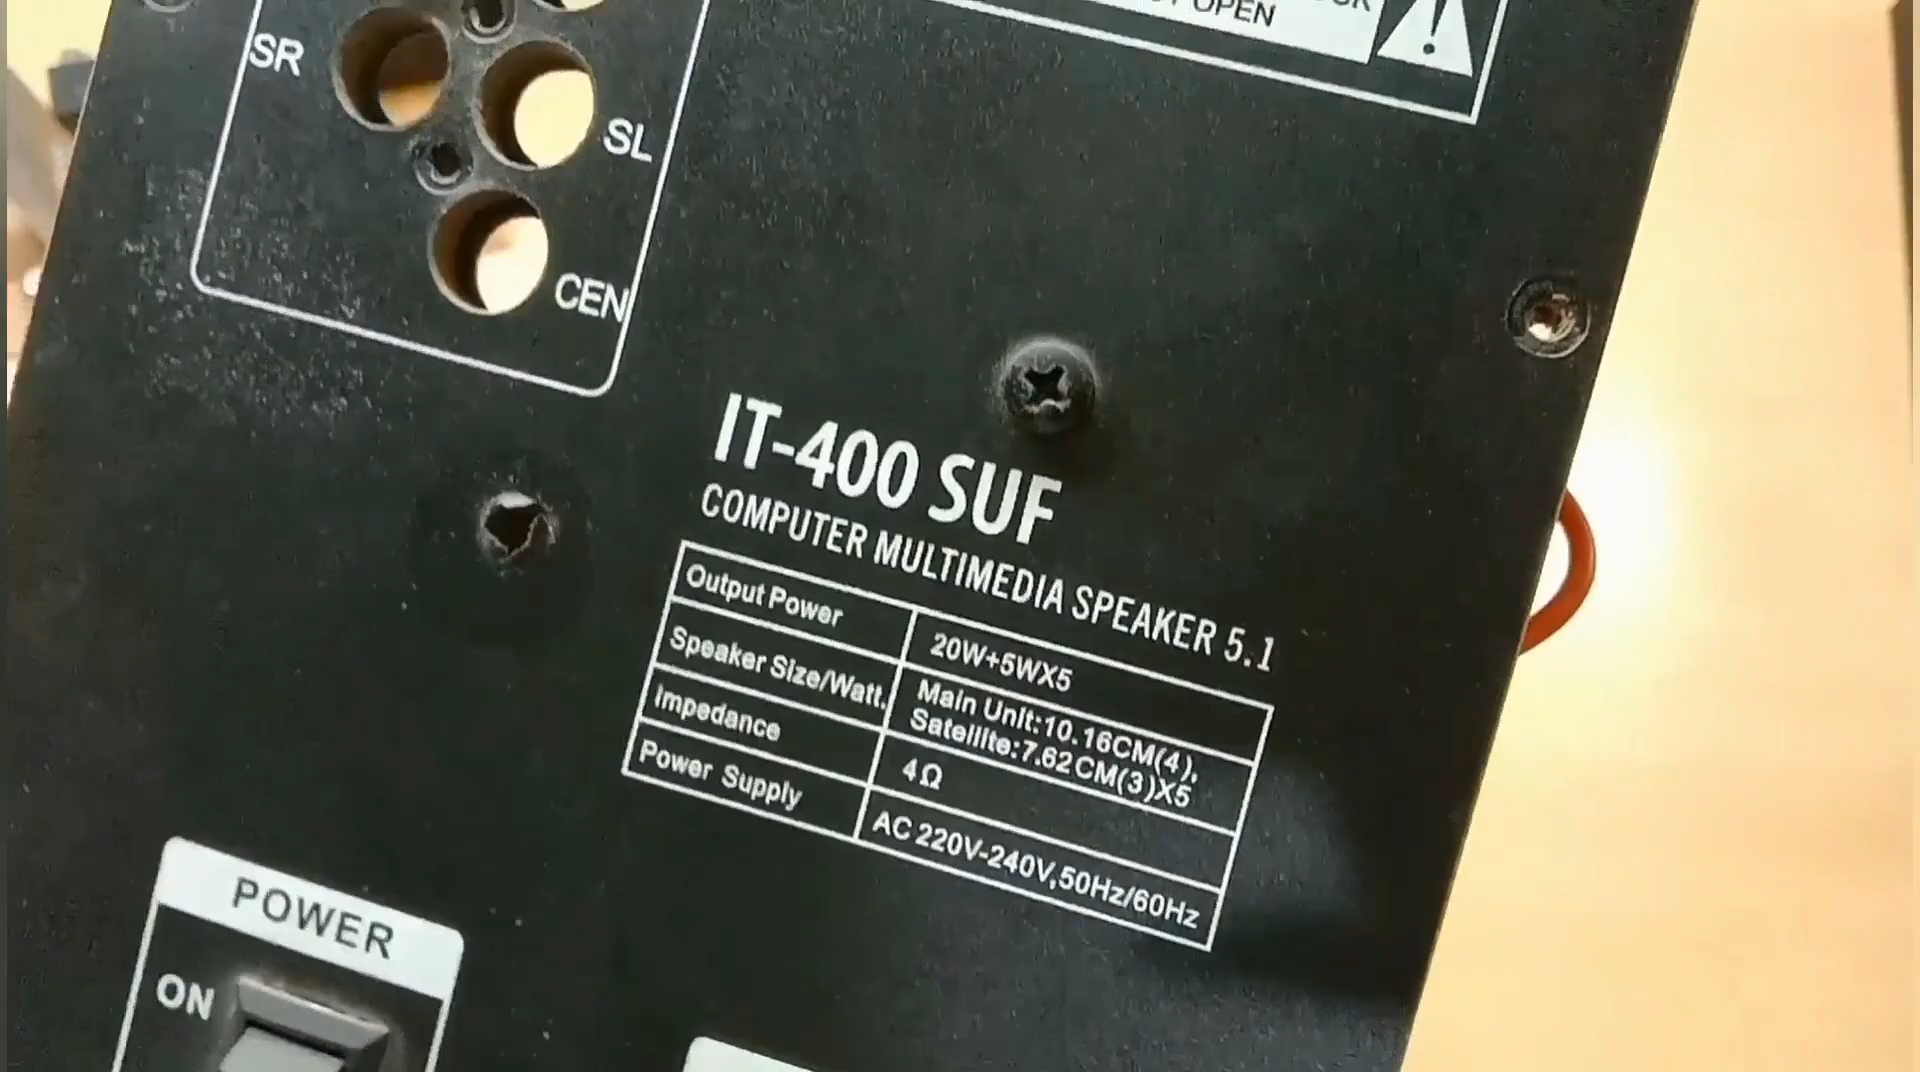 OPEN
SR
SL
CEN
IT-400 SUF
COMPUTER MULTIMEDIA SPEAKER 5.1
Output Power
20W+5WX5
Speaker Size/Watt.
Main Unit:10.16CM(4),
Satellite:7.62CM(3)X5
Impedance
4Ω
Power Supply
AC 220V-240V,50Hz/60Hz
POWER
ON